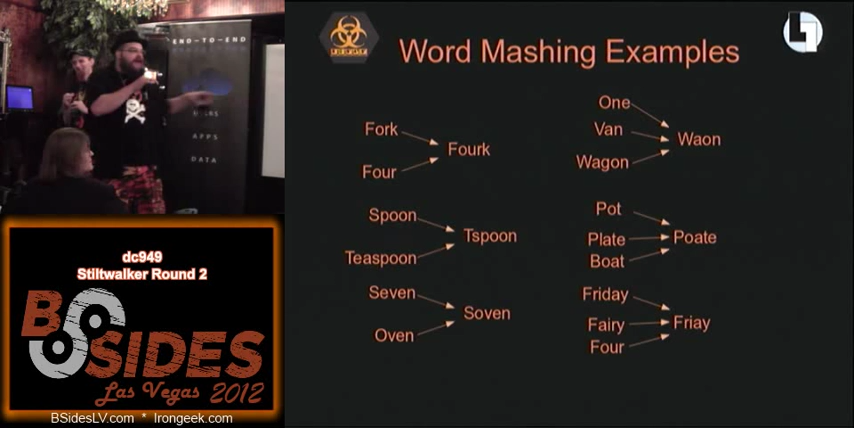 END-TO-END
USERS
APPS
DATA
dc949
Stiltwalker Round 2
BSIDES
Las Vegas 2012
BSidesLV.com * Irongeek.com
Word Mashing Examples
Fork
Four
Fourk
Spoon
Teaspoon
Tspoon
Seven
Oven
Soven
One
Van
Wagon
Waon
Pot
Plate
Boat
Poate
Friday
Fairy
Four
Friay